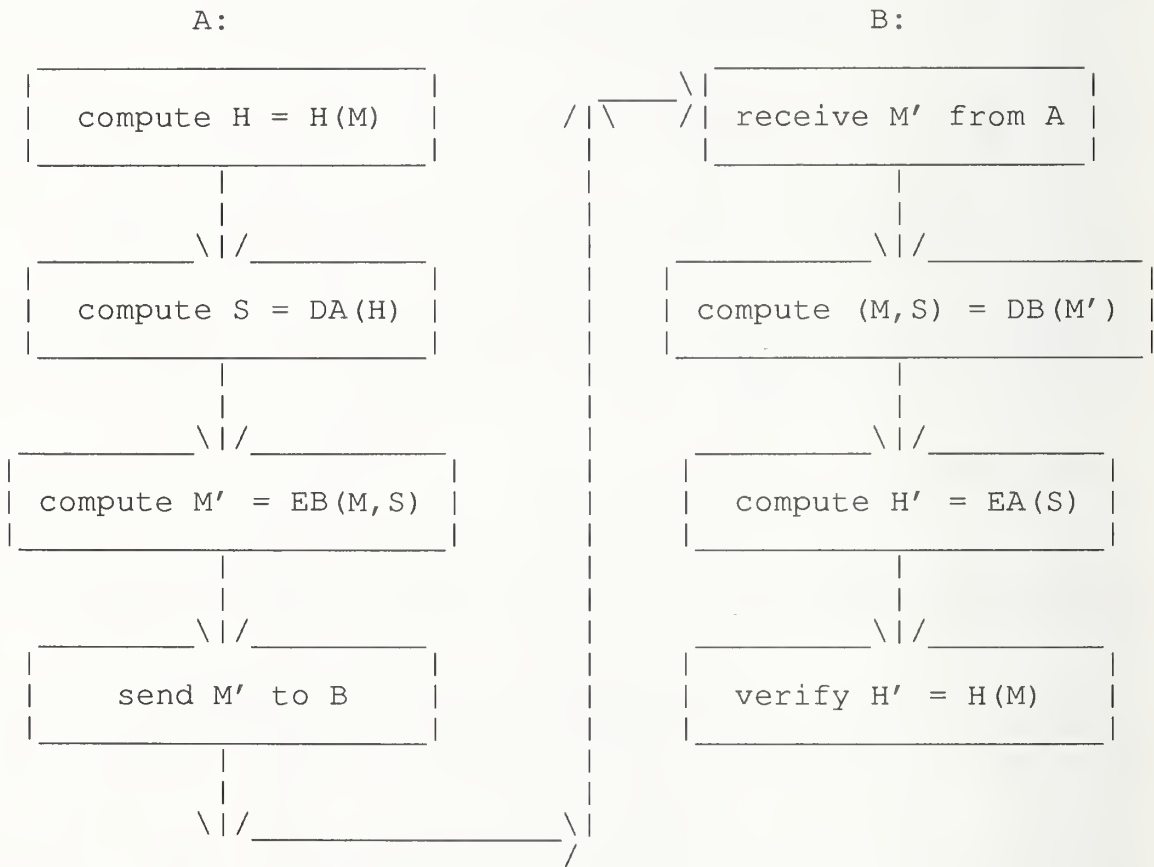 A:
compute H = H(M)
compute S = DA(H)
compute M' = EB(M,S)
send M' to B
B:
receive M' from A
compute (M,S) = DB(M')
compute H' = EA(S)
verify H' = H(M)